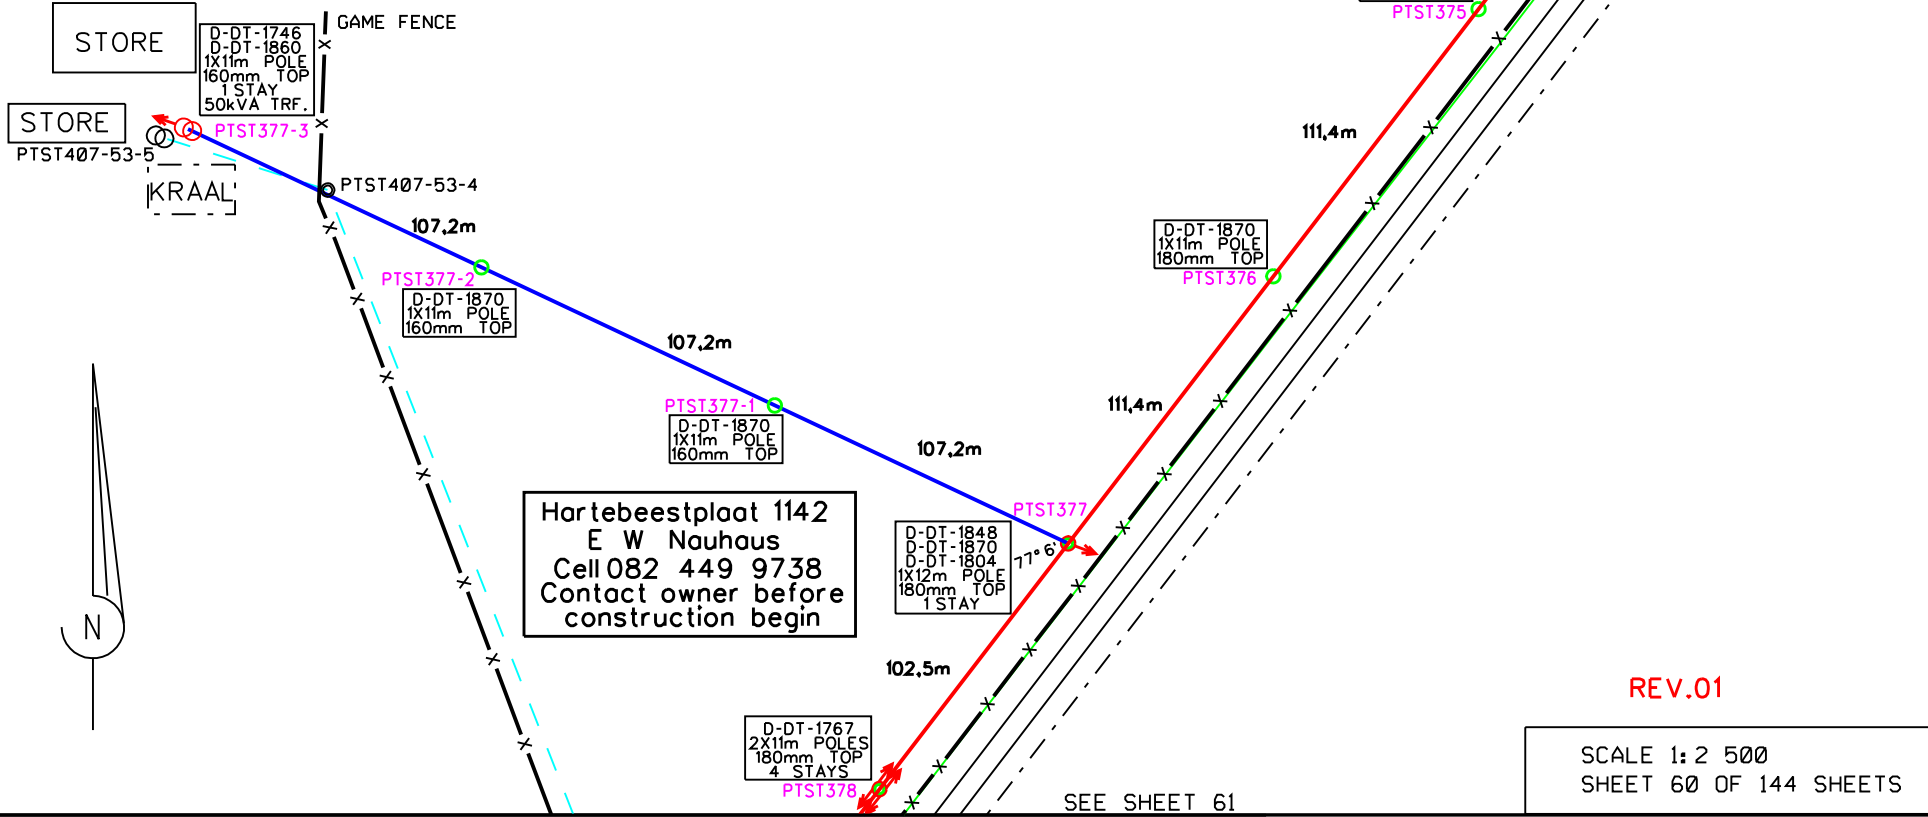 STORE
GAME FENCE
D-DT-1746
D-DT-1860
1X11m POLE
160mm TOP
1 STAY
50kVA TRF.
PTST375
STORE
PTST377-3
PTST407-53-5
KRAAL
PTST407-53-4
111,4m
107,2m
PTST377-2
D-DT-1870
1X11m POLE
160mm TOP
D-DT-1870
1X11m POLE
180mm TOP
PTST376
107,2m
PTST377-1
D-DT-1870
1X11m POLE
160mm TOP
111,4m
107,2m
PTST377
Hartebeestplaat 1142
E W Nauhaus
Cell 082 449 9738
Contact owner before
construction begin
D-DT-1848
D-DT-1870
D-DT-1804
1X12m POLE
180mm TOP
1 STAY
77°6'
N
102,5m
REV.01
D-DT-1767
2X11m POLES
180mm TOP
4 STAYS
PTST378
SEE SHEET 61
SCALE 1:2 500
SHEET 60 OF 144 SHEETS